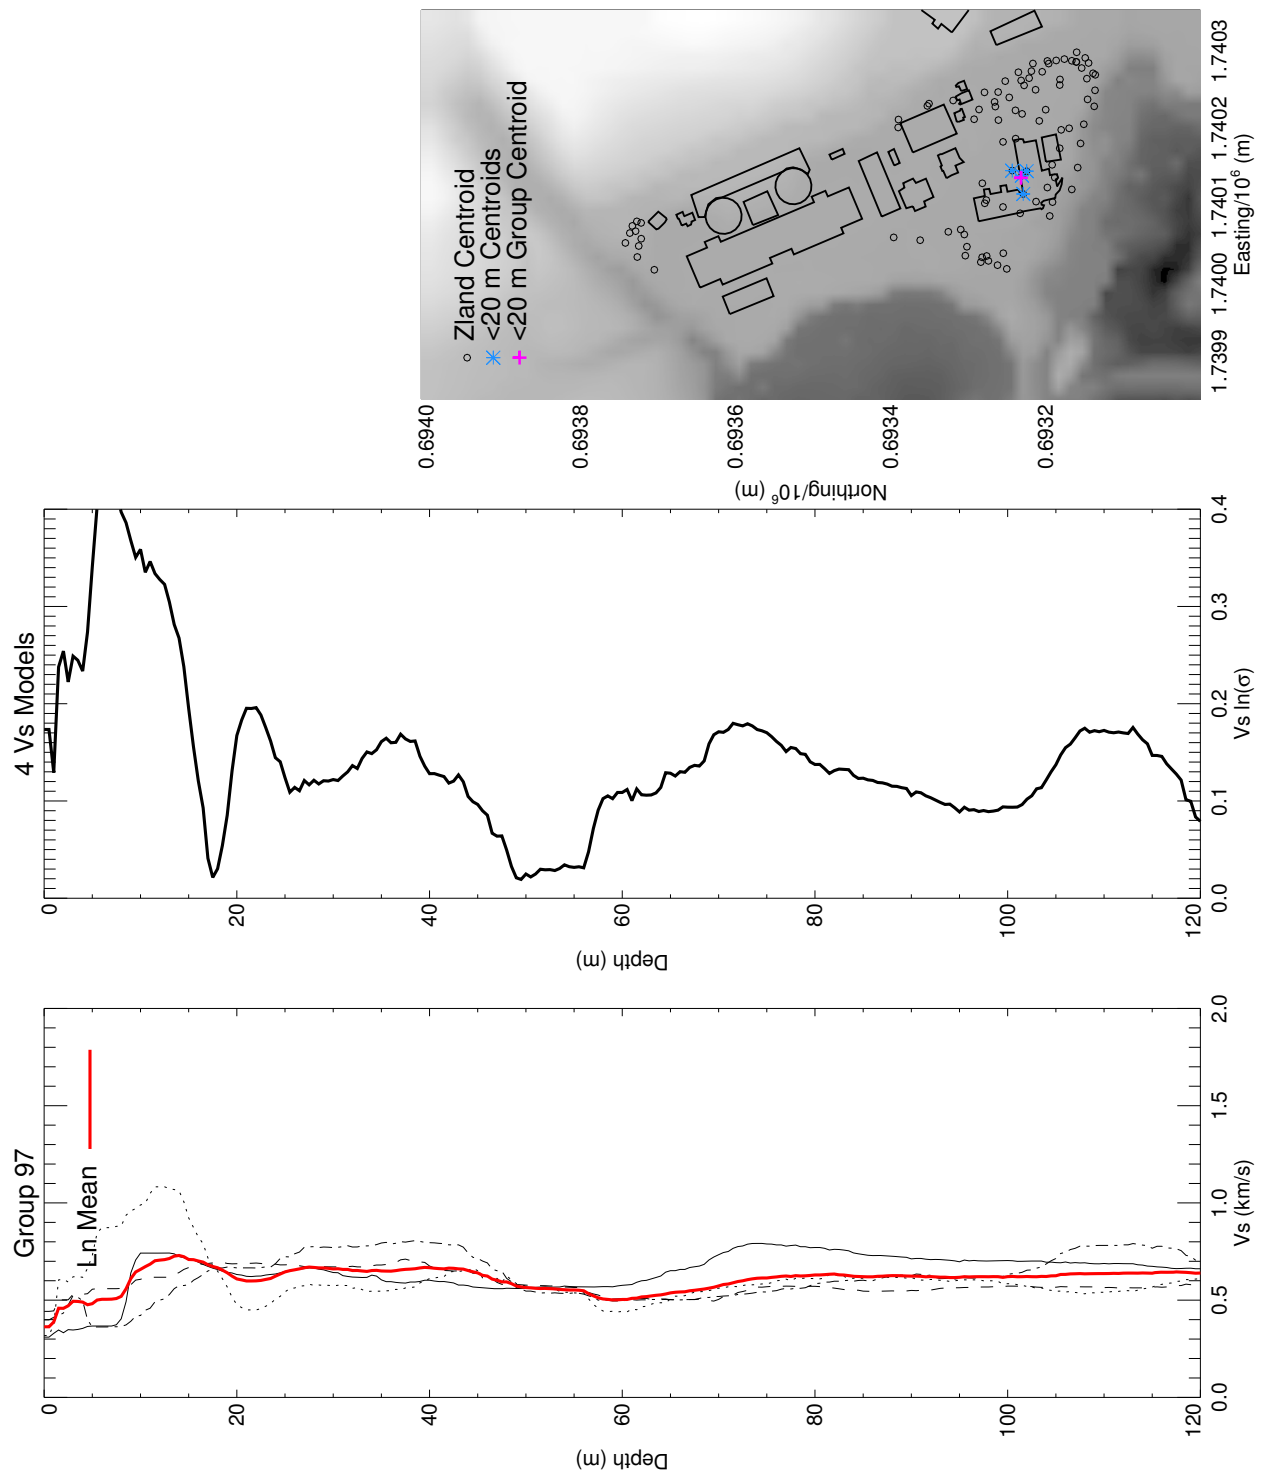 Group 97
Ln Mean
0
20
40
60
80
100
120
Depth (m)
0.0
0.5
1.0
1.5
2.0
Vs (km/s)
4 Vs Models
0
20
40
60
80
100
120
Depth (m)
0.0
0.1
0.2
0.3
0.4
Vs ln(σ)
Zland Centroid
<20 m Centroids
<20 m Group Centroid
0.6940
0.6938
0.6936
0.6934
0.6932
Northing/10⁶ (m)
1.7399
1.7400
1.7401
1.7402
1.7403
Easting/10⁶ (m)